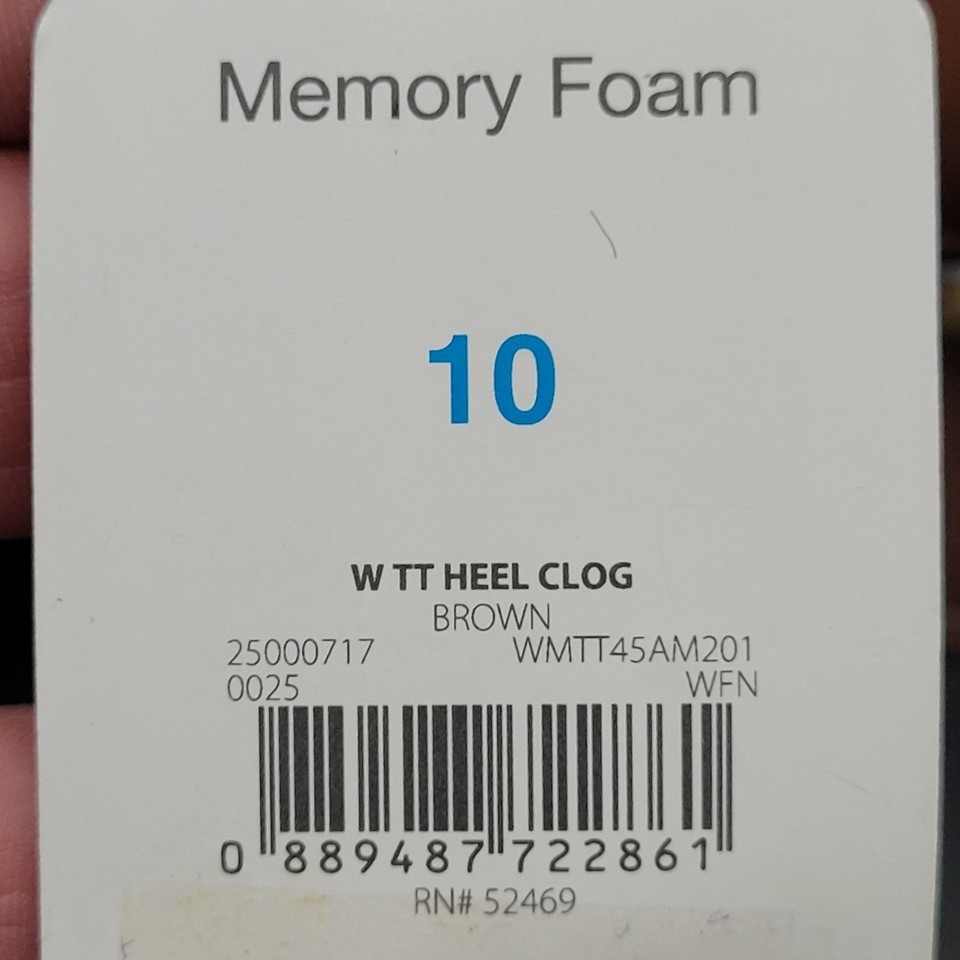 Memory Foam
10
W TT HEEL CLOG
BROWN
25000717 WMTT45AM201
0025 WFN
0 889487 722861
RN# 52469